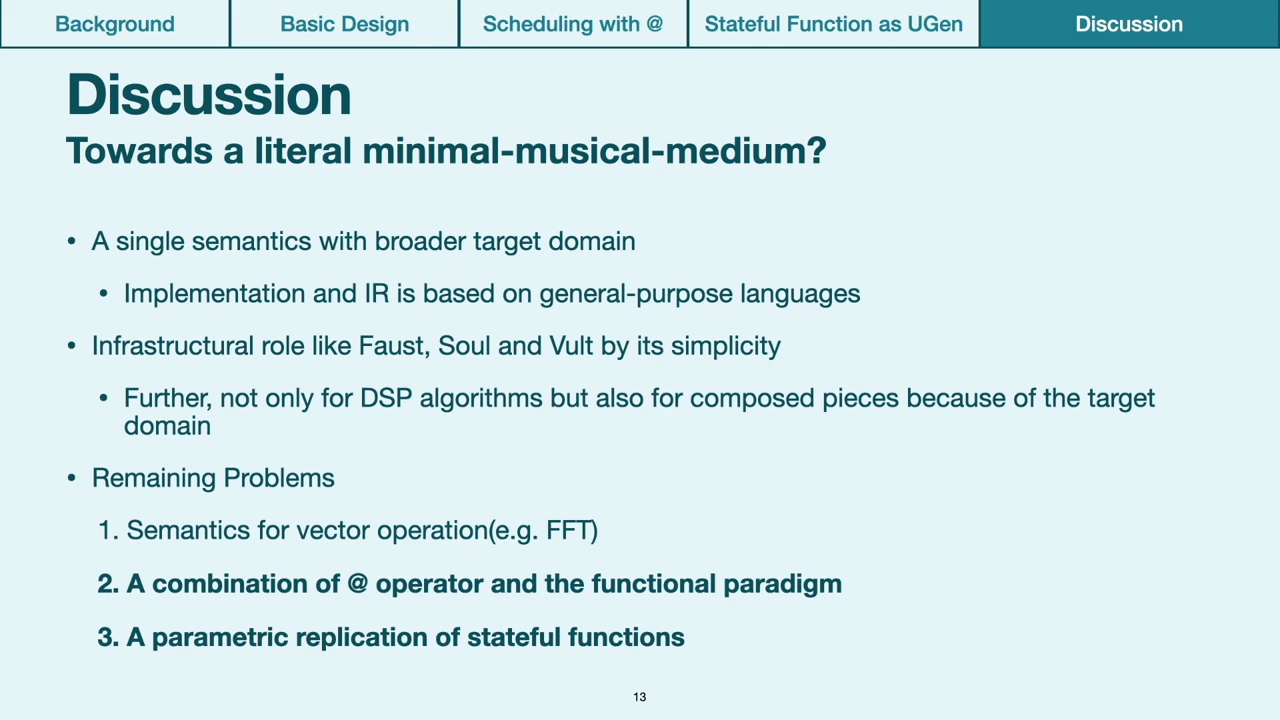 Background
Basic Design
Scheduling with @
Stateful Function as UGen
Discussion
Discussion
Towards a literal minimal-musical-medium?
• A single semantics with broader target domain
• Implementation and IR is based on general-purpose languages
• Infrastructural role like Faust, Soul and Vult by its simplicity
• Further, not only for DSP algorithms but also for composed pieces because of the target
domain
• Remaining Problems
1. Semantics for vector operation(e.g. FFT)
2. A combination of @ operator and the functional paradigm
3. A parametric replication of stateful functions
13